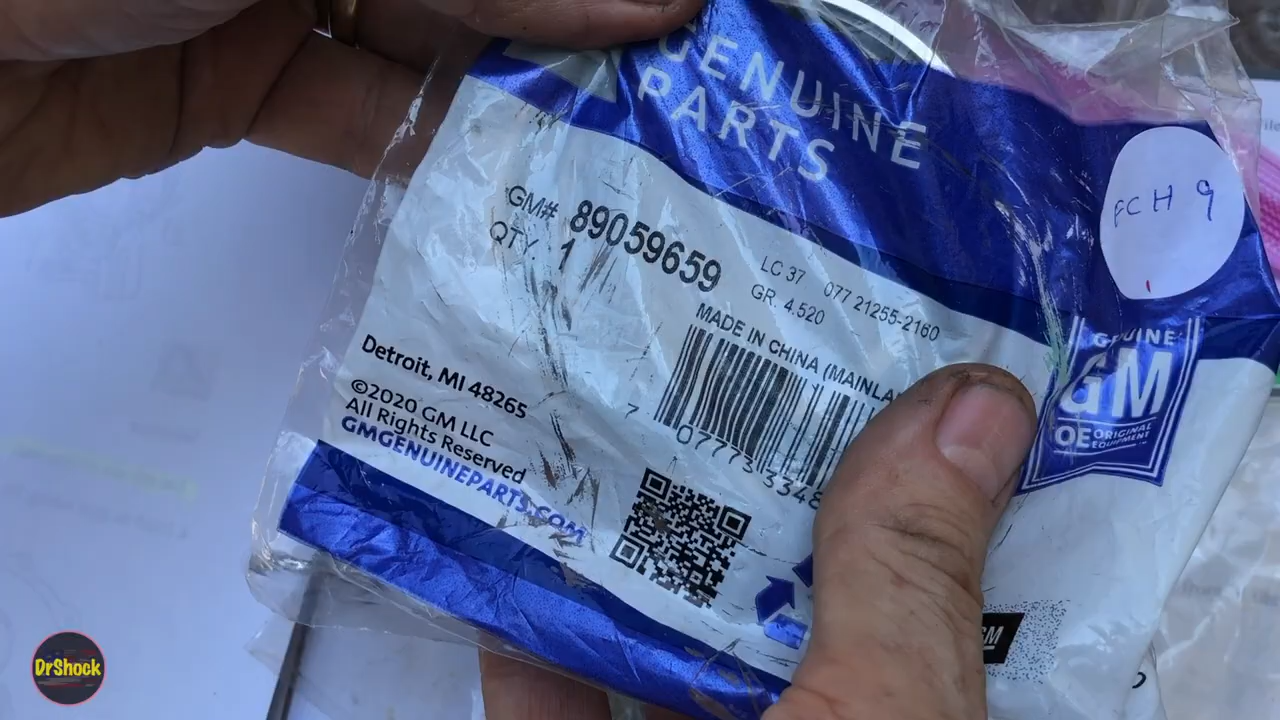 GENUINE
PARTS
FCH 9
GM# 89059659
QTY. 1
LC 37 077 21255-2160
GR. 4.520
MADE IN CHINA
7 07773 3348
Detroit, MI 48265
©2020 GM LLC
All Rights Reserved
GMGENUINEPARTS.COM
GENUINE
GM
OE ORIGINAL
EQUIPMENT
GM
DrShock